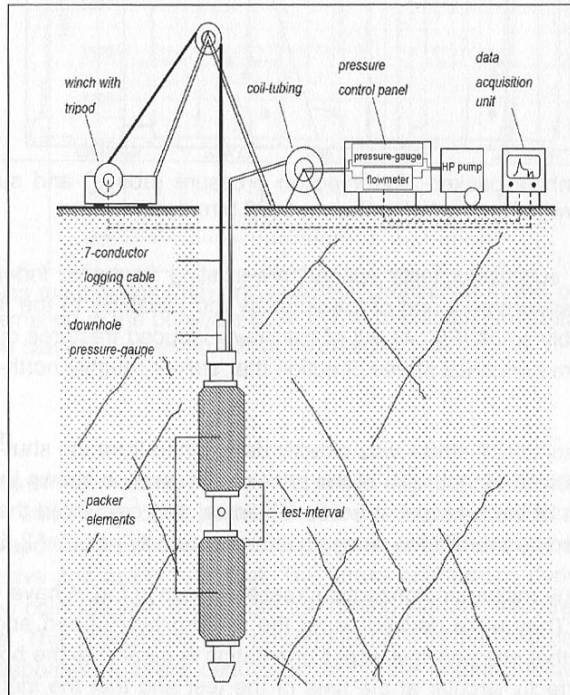 winch with
tripod
coil-tubing
pressure
control panel
data
acquisition
unit
pressure-gauge
flowmeter
HP pump
7-conductor
logging cable
downhole
pressure-gauge
packer
elements
test-interval